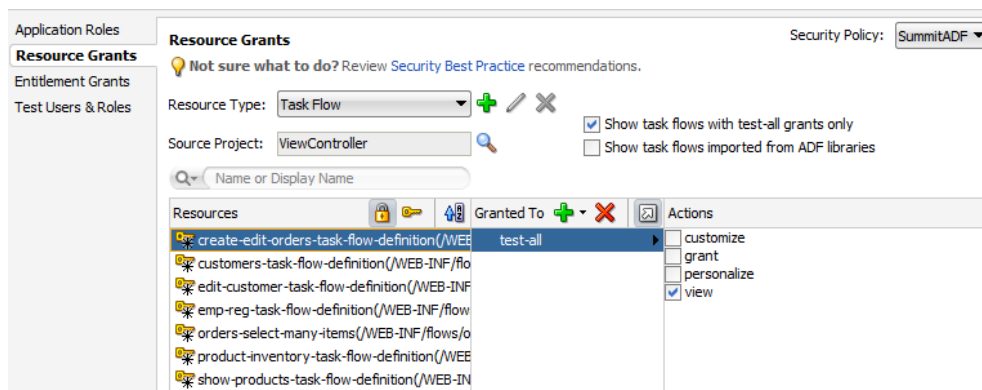 Application Roles
Resource Grants
Entitlement Grants
Test Users & Roles
Resource Grants
Security Policy: SummitADF
Not sure what to do? Review Security Best Practice recommendations.
Resource Type: Task Flow
Show task flows with test-all grants only
Source Project: ViewController
Show task flows imported from ADF libraries
Name or Display Name
Resources Granted To Actions
create-edit-orders-task-flow-definition(/WEB test-all customize
customers-task-flow-definition(/WEB-INF/flo grant
edit-customer-task-flow-definition(/WEB-INF personalize
emp-reg-task-flow-definition(/WEB-INF/flow view
orders-select-many-items(/WEB-INF/flows/o
product-inventory-task-flow-definition(/WEB
show-products-task-flow-definition(/WEB-IN